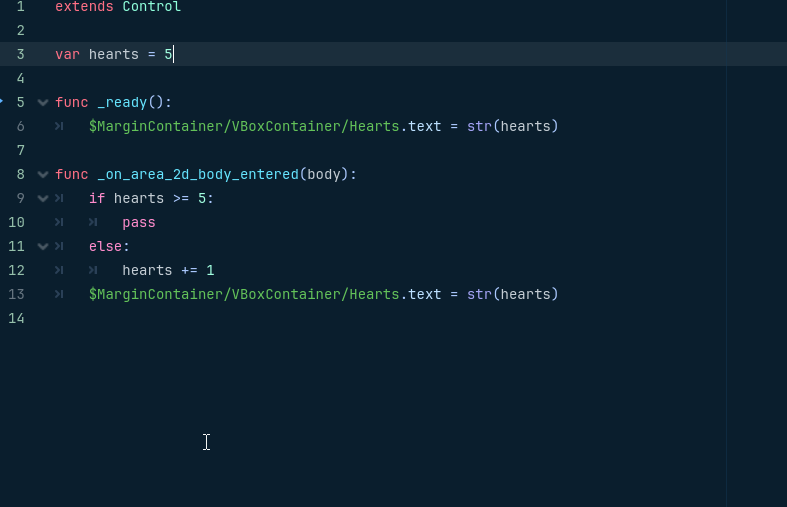 1 extends Control
2
3 var hearts = 5
4
5 func _ready():
6 $MarginContainer/VBoxContainer/Hearts.text = str(hearts)
7
8 func _on_area_2d_body_entered(body):
9 if hearts >= 5:
10 pass
11 else:
12 hearts += 1
13 $MarginContainer/VBoxContainer/Hearts.text = str(hearts)
14